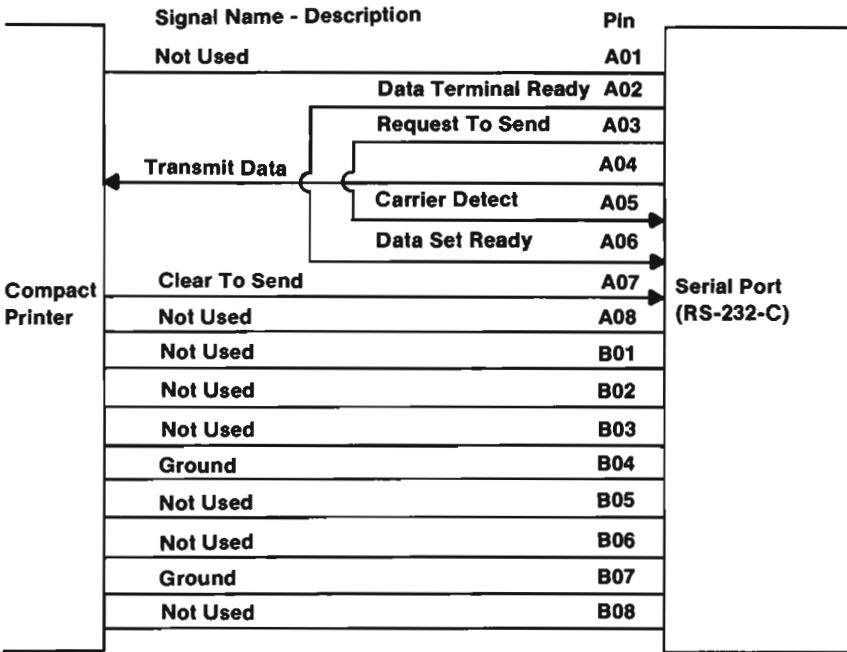 Signal Name - Description Pin
Not Used A01
Data Terminal Ready A02
Request To Send A03
Transmit Data A04
Carrier Detect A05
Data Set Ready A06
Clear To Send A07
Compact Printer
Serial Port (RS-232-C)
Not Used A08
Not Used B01
Not Used B02
Not Used B03
Ground B04
Not Used B05
Not Used B06
Ground B07
Not Used B08